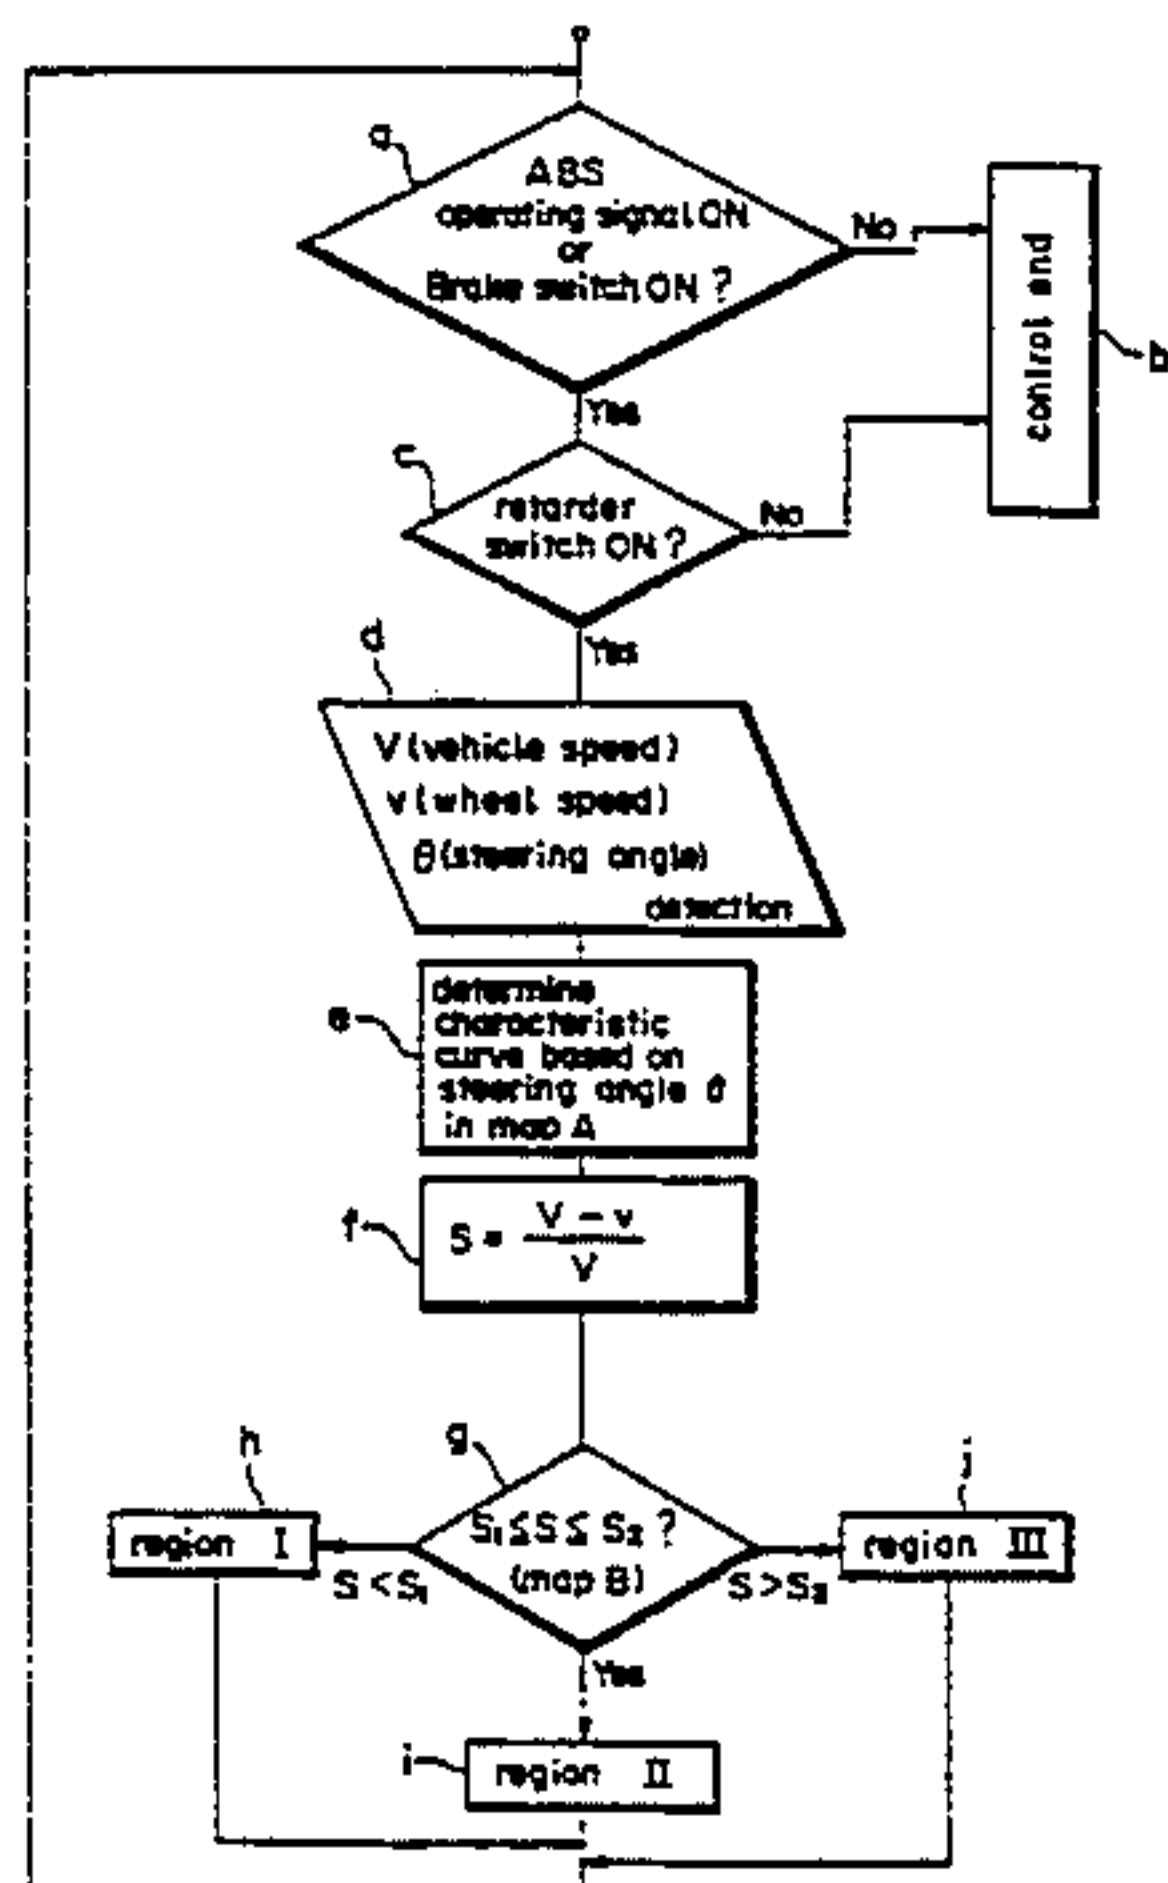 a
ABS
operating signal ON
or
Brake switch ON ?
No
control end
b
Yes
c
retarder
switch ON ?
No
Yes
d
V (vehicle speed)
v (wheel speed)
θ (steering angle)
detection
e
determine
characteristic
curve based on
steering angle θ
in map A
f
S = V - v / V
g
h
j
S₁ ≦ S ≦ S₂ ?
(map B)
region I
S < S₁
S > S₂
region III
Yes
i
region II